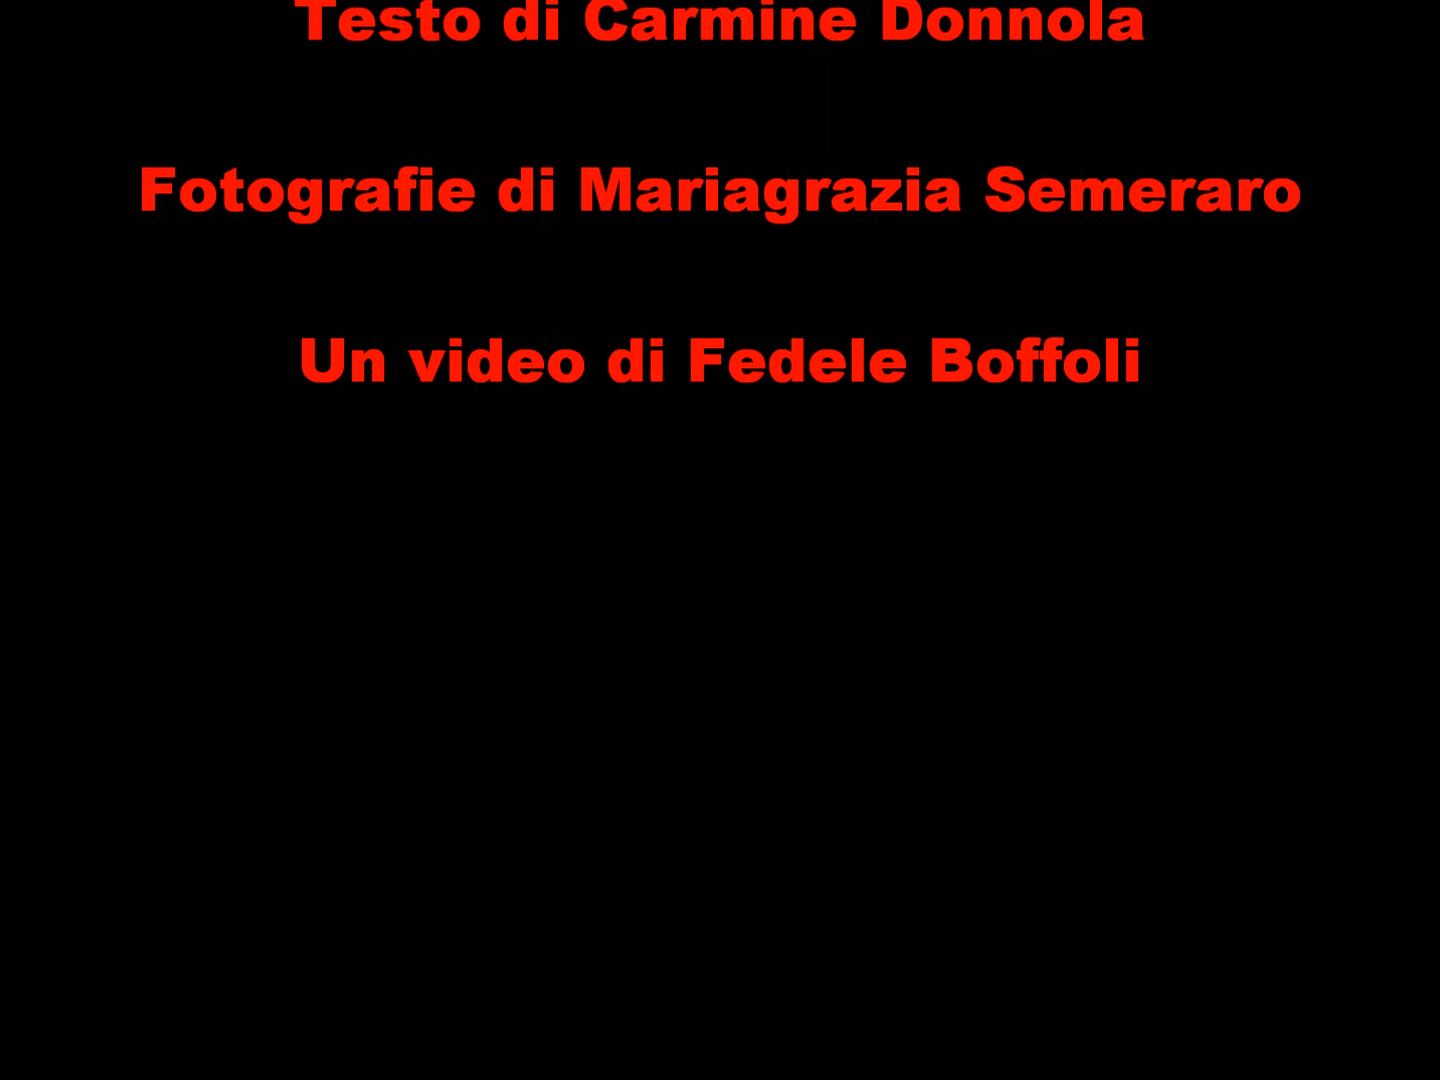 Testo di Carmine Donnola
Fotografie di Mariagrazia Semeraro
Un video di Fedele Boffoli